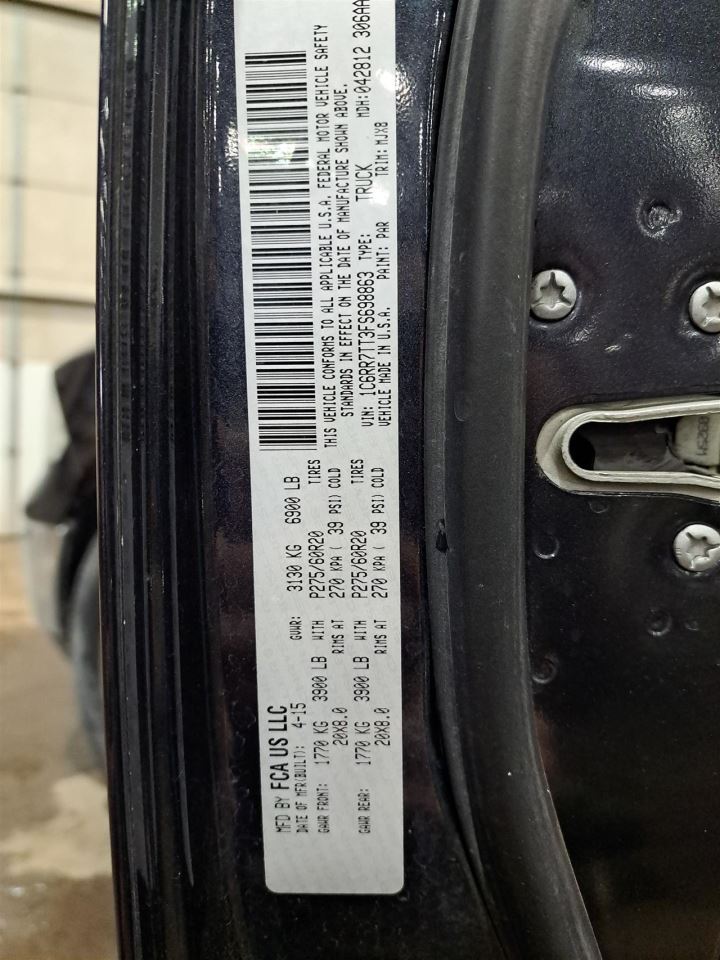 MFD BY FCA US LLC
DATE OF MFR(BUILT): 4-15 GVWR: 3130 KG 6900 LB
GAWR FRONT: 1770 KG 3900 LB WITH P275/60R20 TIRES
20X8.0 RIMS AT 270 KPA ( 39 PSI) COLD
GAWR REAR: 1770 KG 3900 LB WITH P275/60R20 TIRES
20X8.0 RIMS AT 270 KPA ( 39 PSI) COLD
THIS VEHICLE CONFORMS TO ALL APPLICABLE U.S.A. FEDERAL MOTOR VEHICLE SAFETY
STANDARDS IN EFFECT ON THE DATE OF MANUFACTURE SHOWN ABOVE.
VIN: 1C6RR7TT3FS698863 TYPE: TRUCK MDH:042812 306AA
VEHICLE MADE IN U.S.A. PAINT: PAR TRIM: MJX8